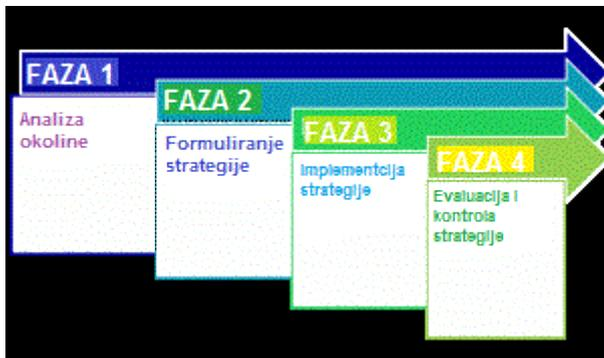 FAZA 1
Analiza
okoline
FAZA 2
Formuliranje
strategije
FAZA 3
Implementcija
strategije
FAZA 4
Evaluacija i
kontrola
strategije